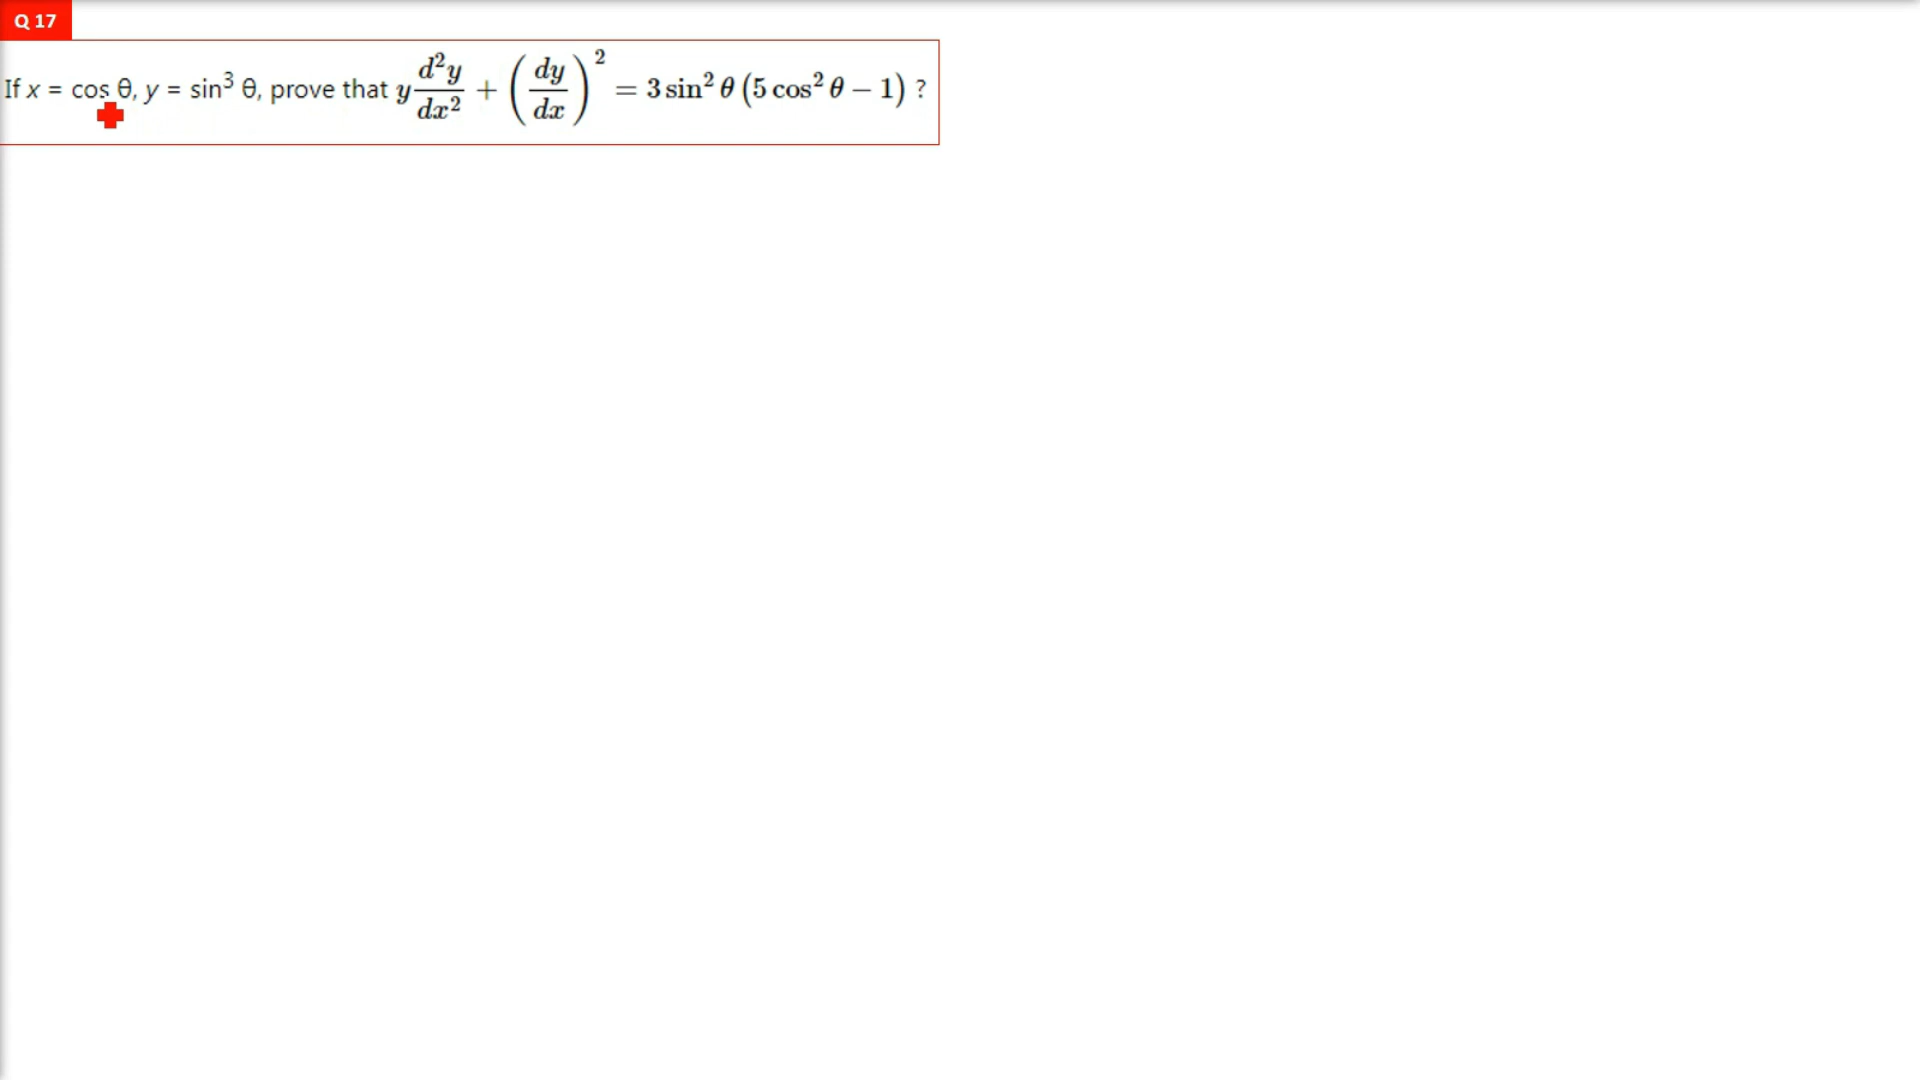 Q 17
If x = cos θ, y = sin³ θ, prove that y d²y/dx² + (dy/dx)² = 3 sin² θ (5 cos² θ − 1) ?